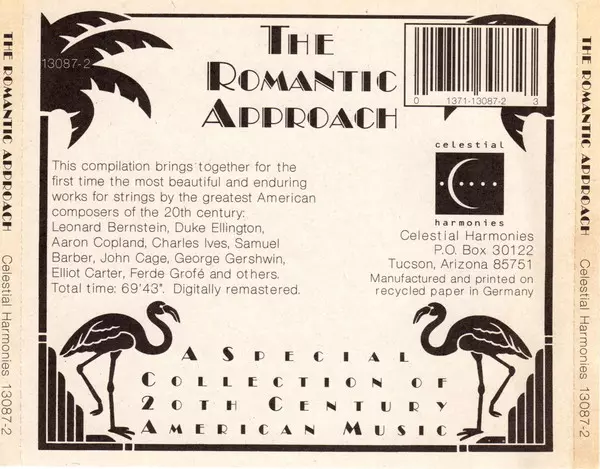 THE ROMANTIC APPROACH
Celestial Harmonies 13087-2
13087-2
THE
ROMANTIC
APPROACH
0 1371-13087-2 3
This compilation brings together for the
first time the most beautiful and enduring
works for strings by the greatest American
composers of the 20th century:
Leonard Bernstein, Duke Ellington,
Aaron Copland, Charles Ives, Samuel
Barber, John Cage, George Gershwin,
Elliot Carter, Ferde Grofé and others.
Total time: 69'43". Digitally remastered.
celestial
harmonies
Celestial Harmonies
P.O. Box 30122
Tucson, Arizona 85751
Manufactured and printed on
recycled paper in Germany
A SPECIAL
COLLECTION OF
20TH CENTURY
AMERICAN MUSIC
THE ROMANTIC APPROACH
Celestial Harmonies 13087-2